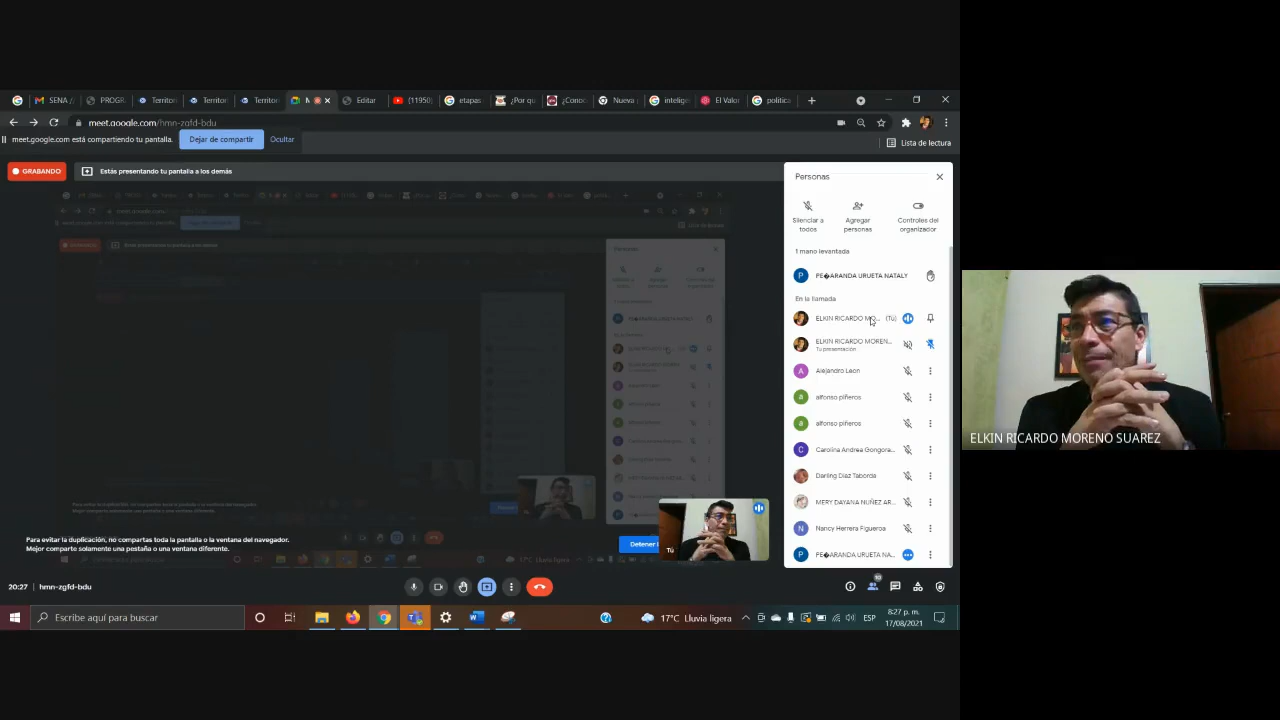 SENA /
PROGR
Territor
Territor
Territor
M
Editar
(11950)
etapas
¿Por qu
¿Conoc
Nueva
intelige
El Valor
político
meet.google.com/hmn-zgfd-bdu
meet.google.com está compartiendo tu pantalla.
Dejar de compartir
Ocultar
Lista de lectura
GRABANDO
Estás presentando tu pantalla a los demás
Personas
Silenciar a
todos
Agregar
personas
Controles del
organizador
1 mano levantada
PE�ARANDA URUETA NATALY
En la llamada
ELKIN RICARDO MO... (Tú)
ELKIN RICARDO MOREN...
Tu presentación
Alejandro Leon
alfonso piñeros
alfonso piñeros
Carolina Andrea Gongora...
Darling Diaz Taborda
MERY DAYANA NUÑEZ AR...
Nancy Herrera Figueroa
PE�ARANDA URUETA NA...
Para evitar la duplicación, no compartas toda la pantalla o la ventana del navegador.
Mejor comparte solamente una pestaña o una ventana diferente.
Detener
Tú
20:27
hmn-zgfd-bdu
10
Escribe aquí para buscar
17°C Lluvia ligera
ESP
8:27 p. m.
17/08/2021
ELKIN RICARDO MORENO SUAREZ